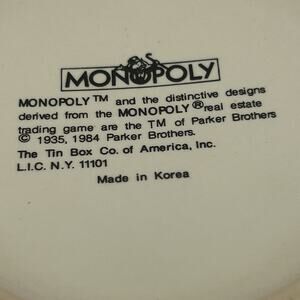 MONOPOLY
MONOPOLY™ and the distinctive designs
derived from the MONOPOLY® real estate
trading game are the TM of Parker Brothers
© 1935, 1984 Parker Brothers.
The Tin Box Co. of America, Inc.
L.I.C. N.Y. 11101
Made in Korea